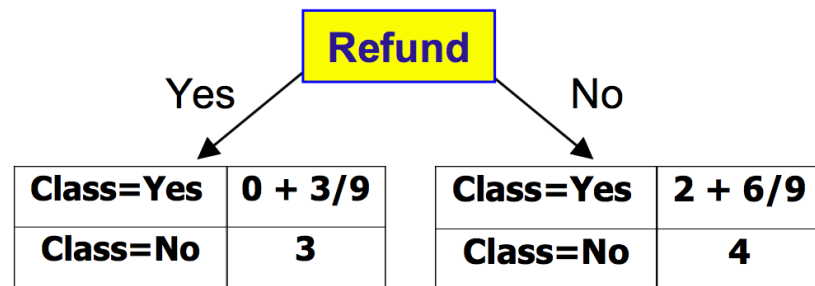 Refund
Yes No
Class=Yes 0 + 3/9 Class=Yes 2 + 6/9
Class=No 3 Class=No 4